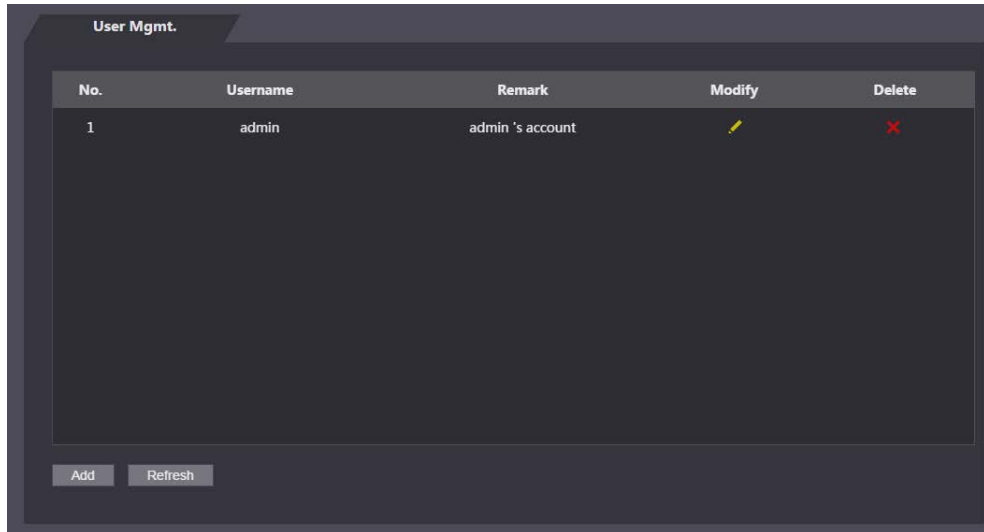 User Mgmt.
No. Username Remark Modify Delete
1 admin admin 's account
Add Refresh